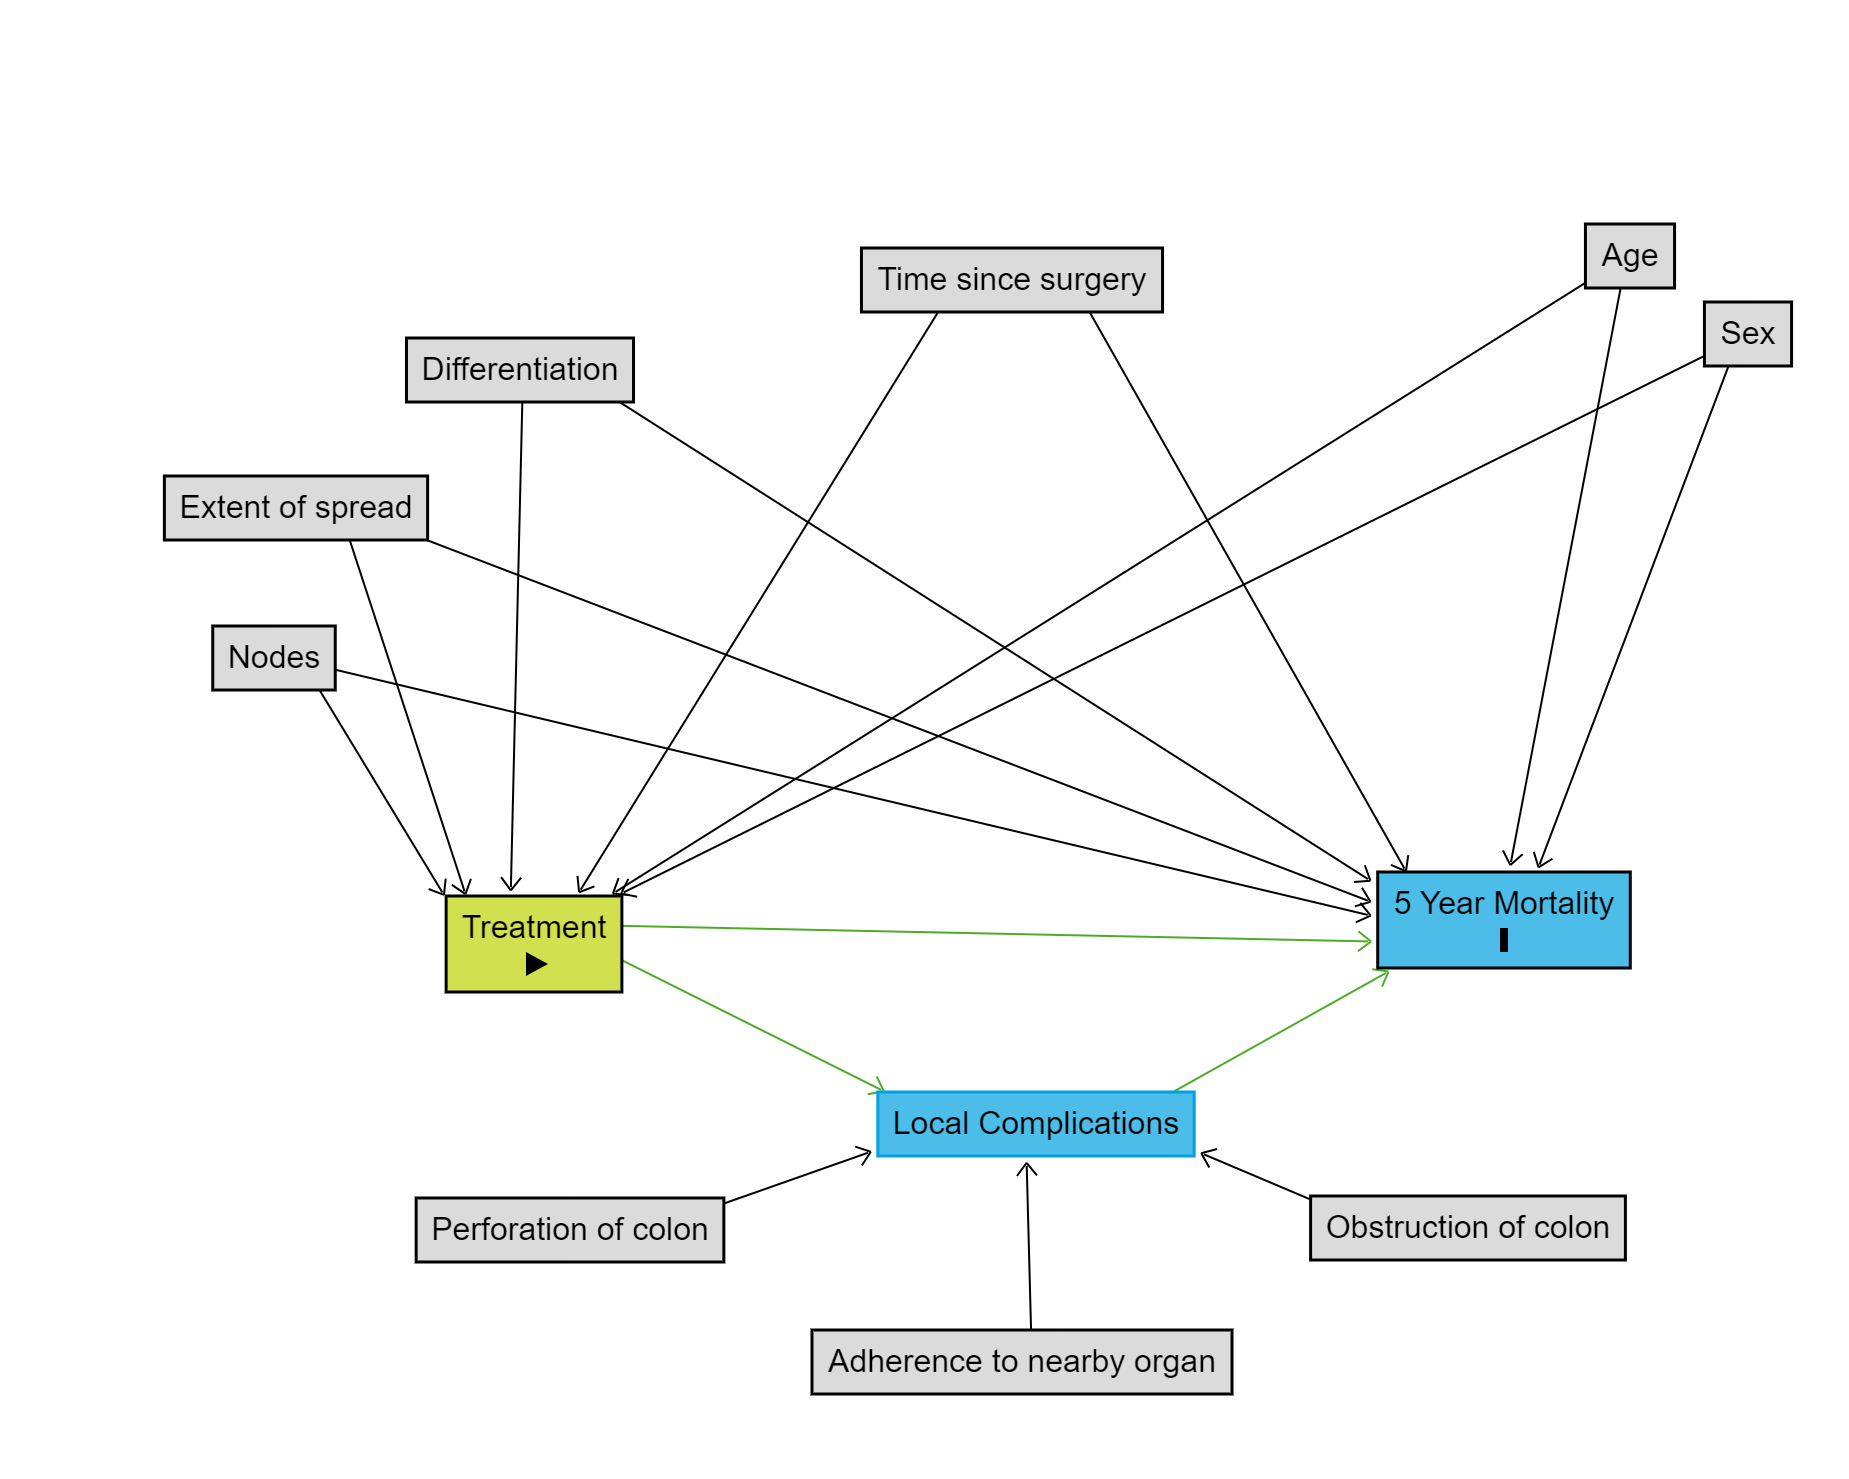 Age
Time since surgery
Sex
Differentiation
Extent of spread
Nodes
5 Year Mortality
Treatment
Local Complications
Perforation of colon
Obstruction of colon
Adherence to nearby organ